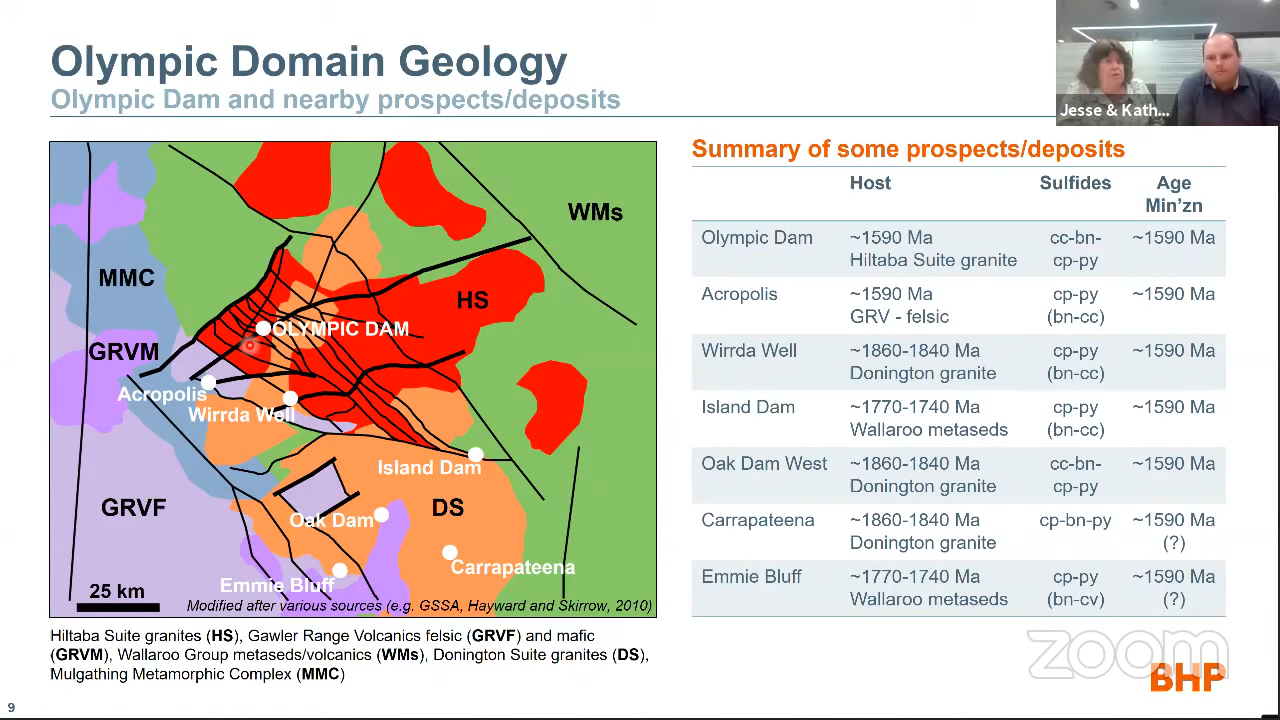 Olympic Domain Geology
Olympic Dam and nearby prospects/deposits
Jesse & Kath...
WMs
MMC
HS
OLYMPIC DAM
GRVM
Acropolis
Wirrda Well
Island Dam
GRVF
DS
Oak Dam
Carrapateena
Emmie Bluff
25 km
Modified after various sources (e.g. GSSA, Hayward and Skirrow, 2010)
Hiltaba Suite granites (HS), Gawler Range Volcanics felsic (GRVF) and mafic
(GRVM), Wallaroo Group metaseds/volcanics (WMs), Donington Suite granites (DS),
Mulgathing Metamorphic Complex (MMC)
Summary of some prospects/deposits
Host Sulfides Age
Min'zn
Olympic Dam ~1590 Ma cc-bn- ~1590 Ma
Hiltaba Suite granite cp-py
Acropolis ~1590 Ma cp-py ~1590 Ma
GRV - felsic (bn-cc)
Wirrda Well ~1860-1840 Ma cp-py ~1590 Ma
Donington granite (bn-cc)
Island Dam ~1770-1740 Ma cp-py ~1590 Ma
Wallaroo metaseds (bn-cc)
Oak Dam West ~1860-1840 Ma cc-bn- ~1590 Ma
Donington granite cp-py
Carrapateena ~1860-1840 Ma cp-bn-py ~1590 Ma
Donington granite (?)
Emmie Bluff ~1770-1740 Ma cp-py ~1590 Ma
Wallaroo metaseds (bn-cv) (?)
zoom
BHP
9